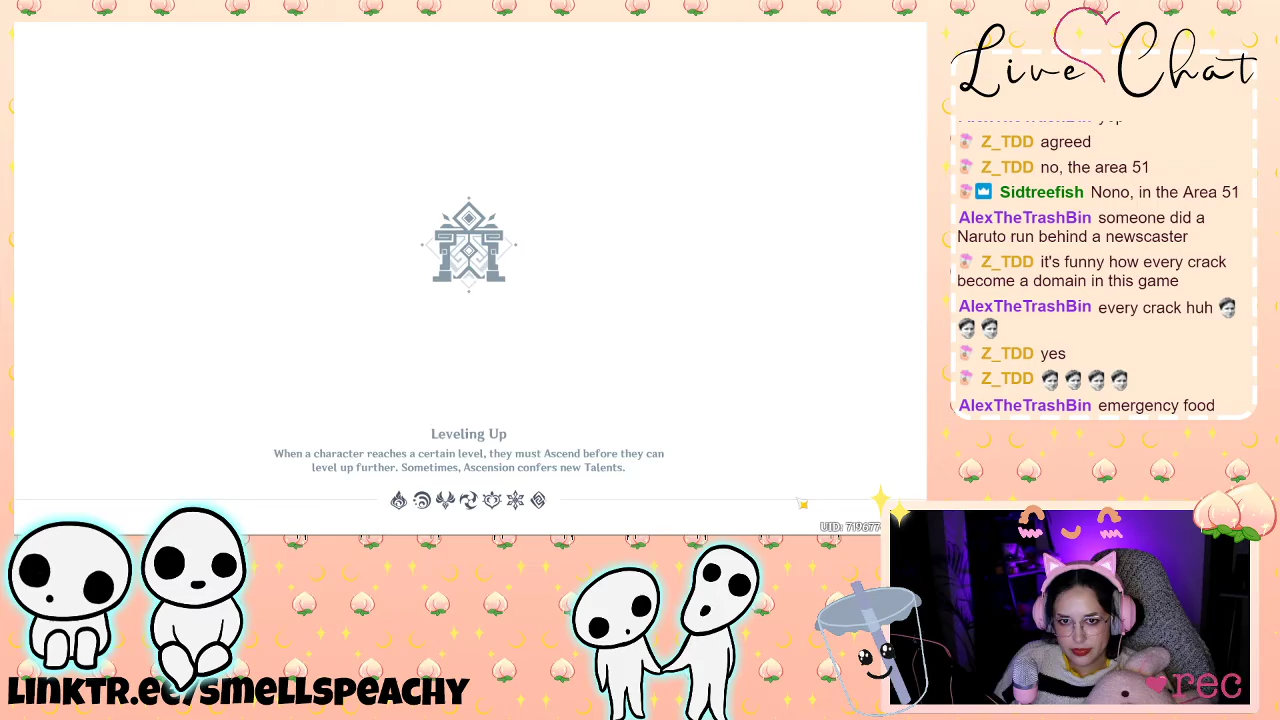 Live Chat
Z_TDD agreed
Z_TDD no, the area 51
Sidtreefish Nono, in the Area 51
AlexTheTrashBin someone did a
Naruto run behind a newscaster
Z_TDD it's funny how every crack
become a domain in this game
AlexTheTrashBin every crack huh
Z_TDD yes
Z_TDD
AlexTheTrashBin emergency food
Leveling Up
When a character reaches a certain level, they must Ascend before they can
level up further. Sometimes, Ascension confers new Talents.
UID: 719677
linktr.ee/smellspeachy
rec